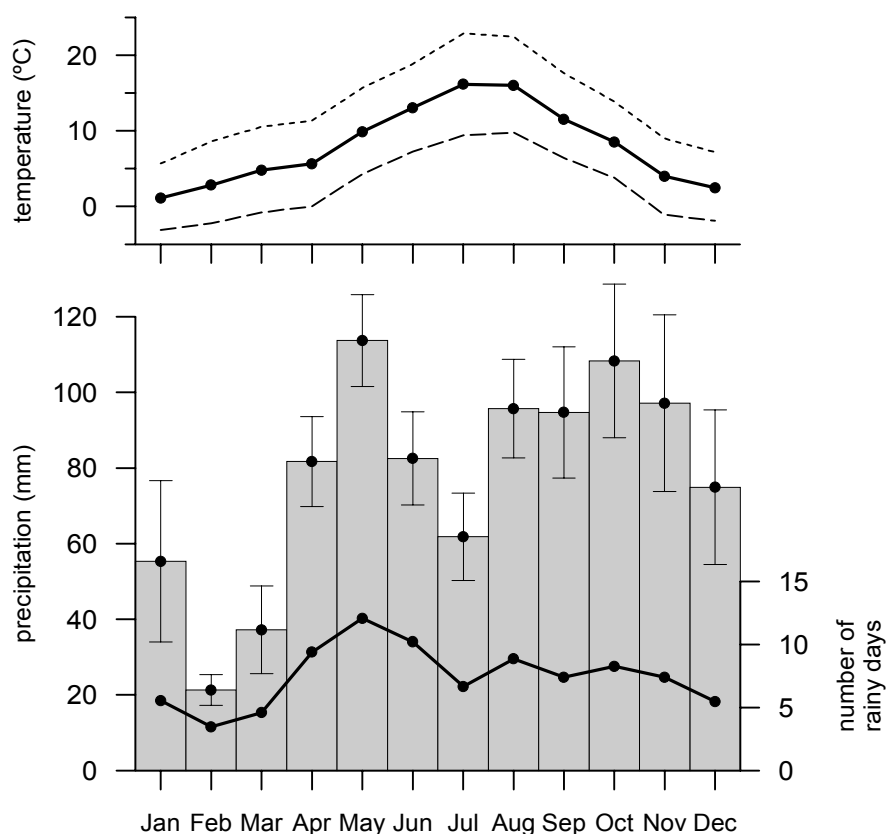 20
10
0
temperature (ºC)
120
100
80
60
40
20
0
precipitation (mm)
15
10
5
0
number of
rainy days
Jan Feb Mar Apr May Jun Jul Aug Sep Oct Nov Dec